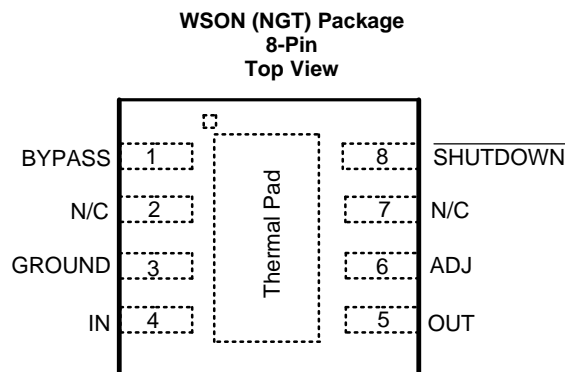 WSON (NGT) Package
8-Pin
Top View
BYPASS 1
8 SHUTDOWN
N/C 2
7 N/C
Thermal Pad
GROUND 3
6 ADJ
IN 4
5 OUT